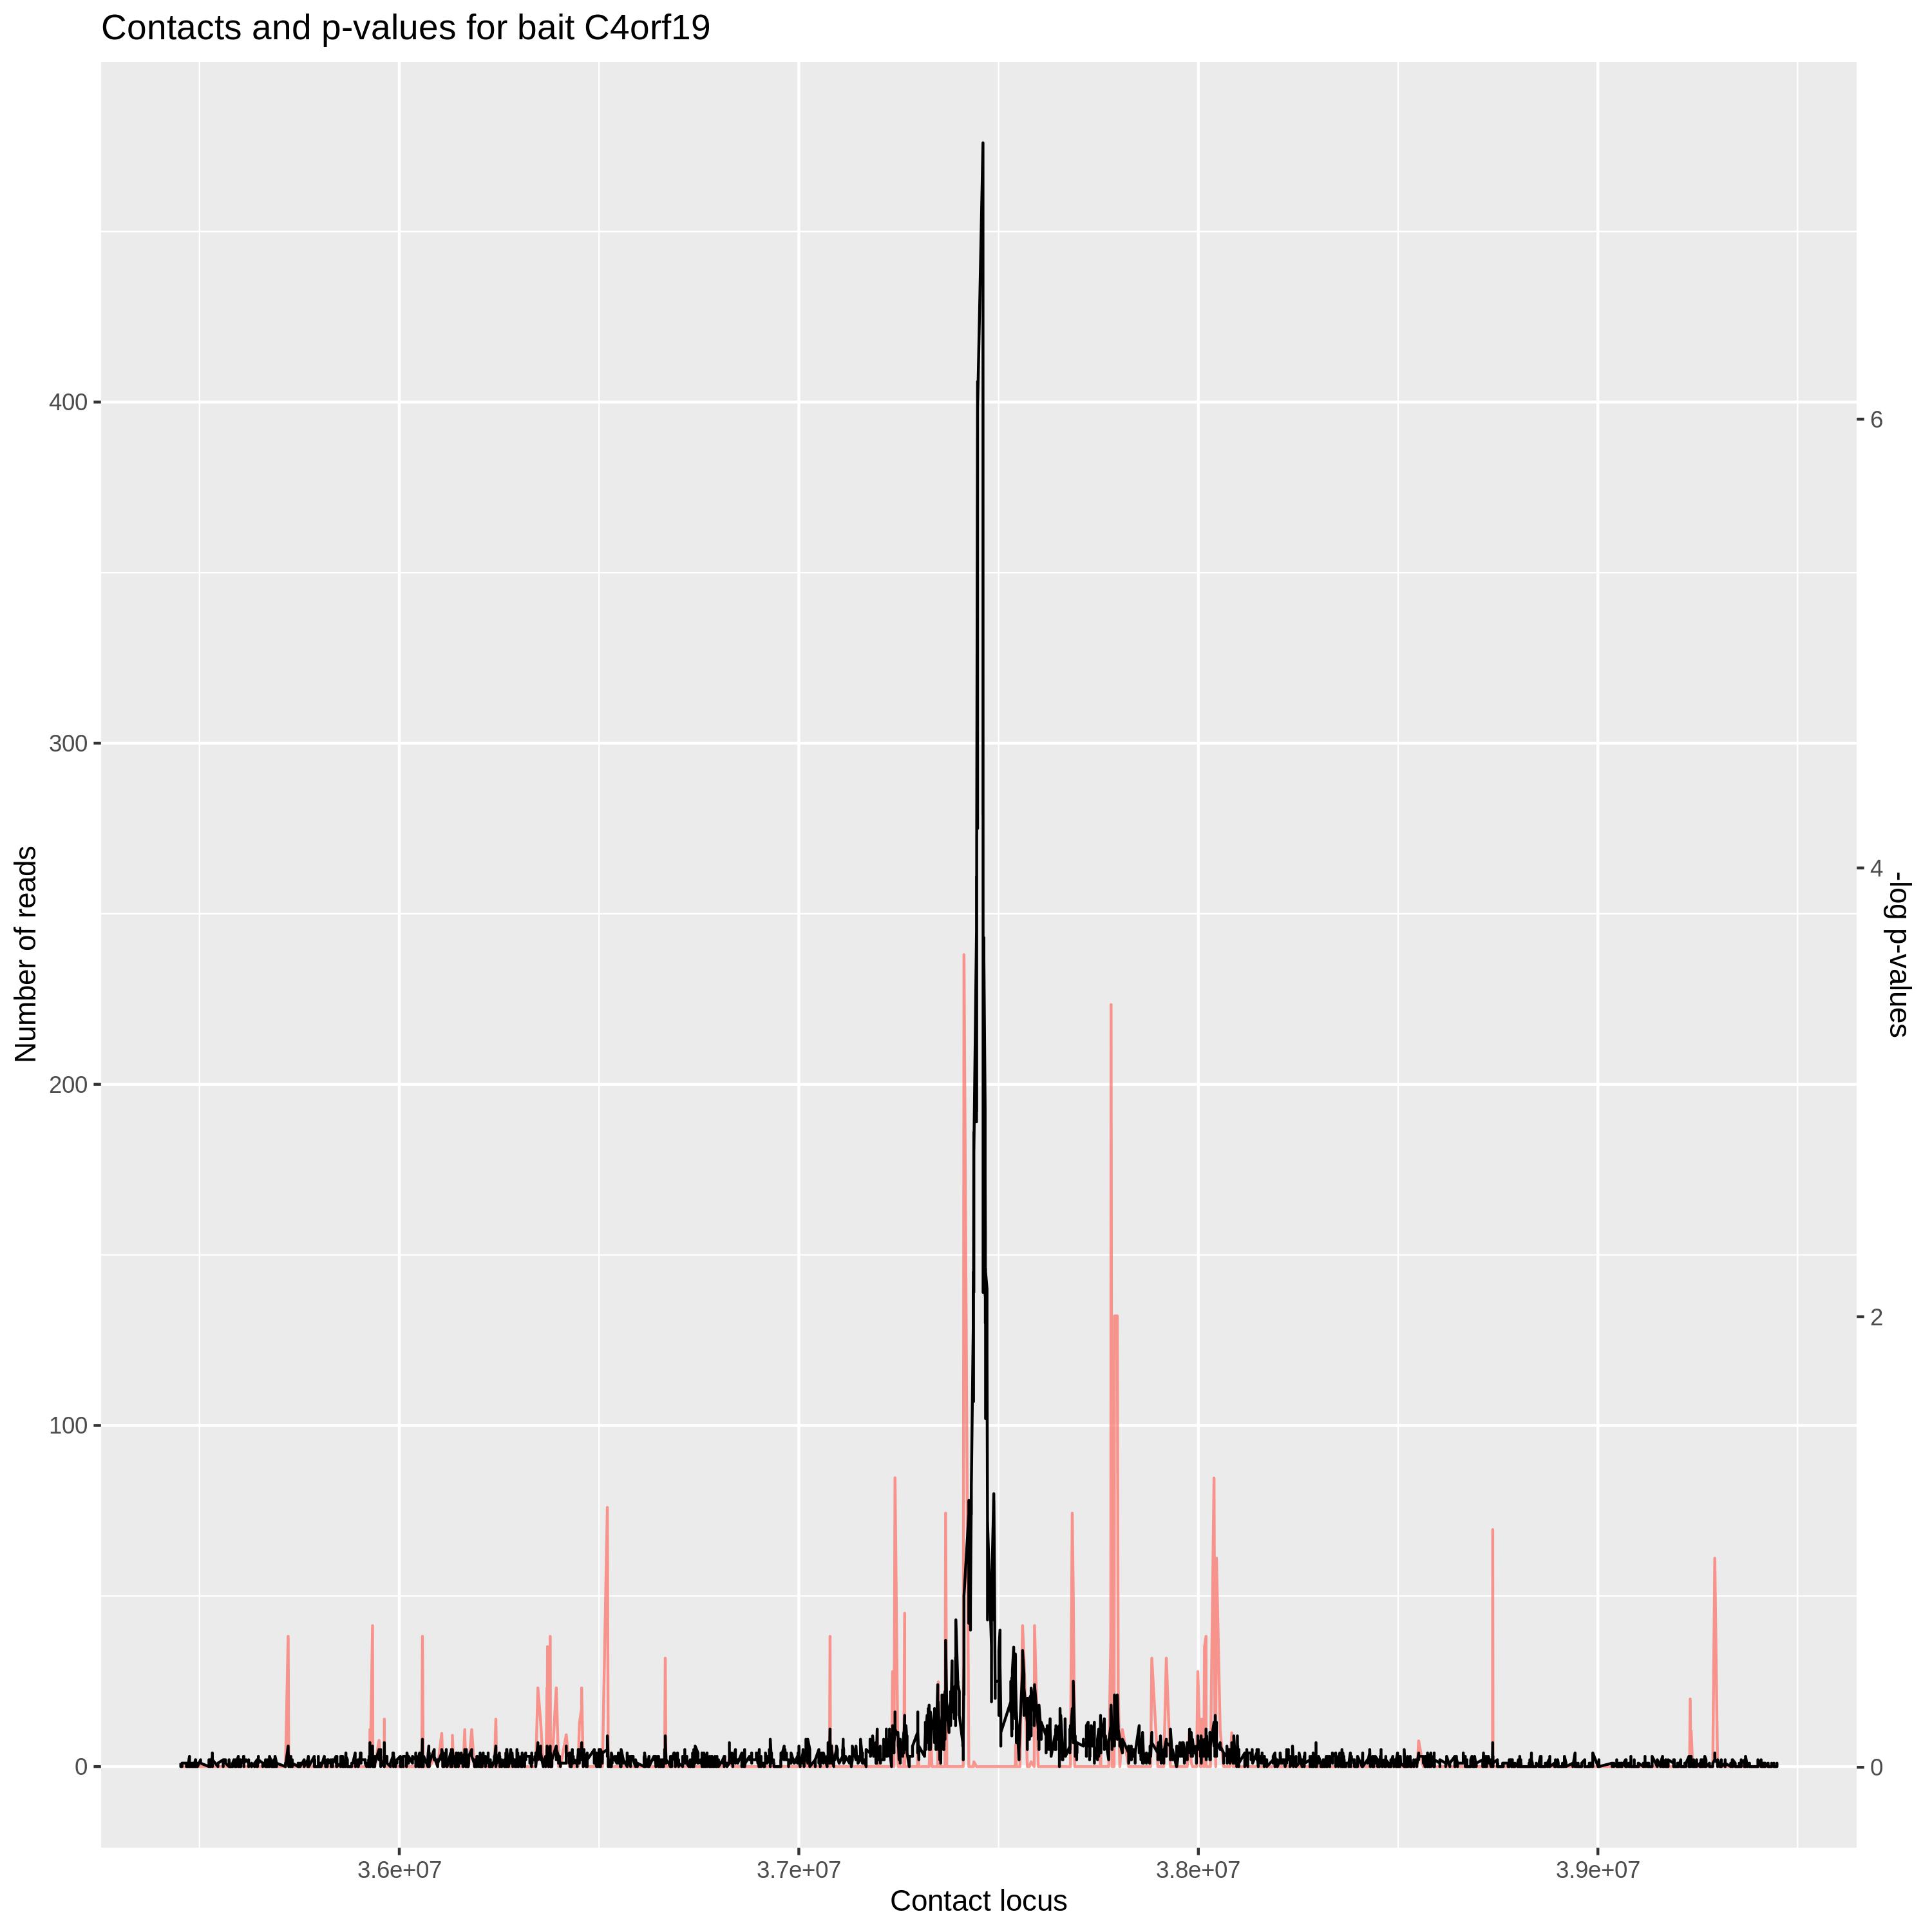 Contacts and p-values for bait C4orf19
Number of reads
400
300
200
100
0
6
4
2
0
-log p-values
3.6e+07
3.7e+07
3.8e+07
3.9e+07
Contact locus